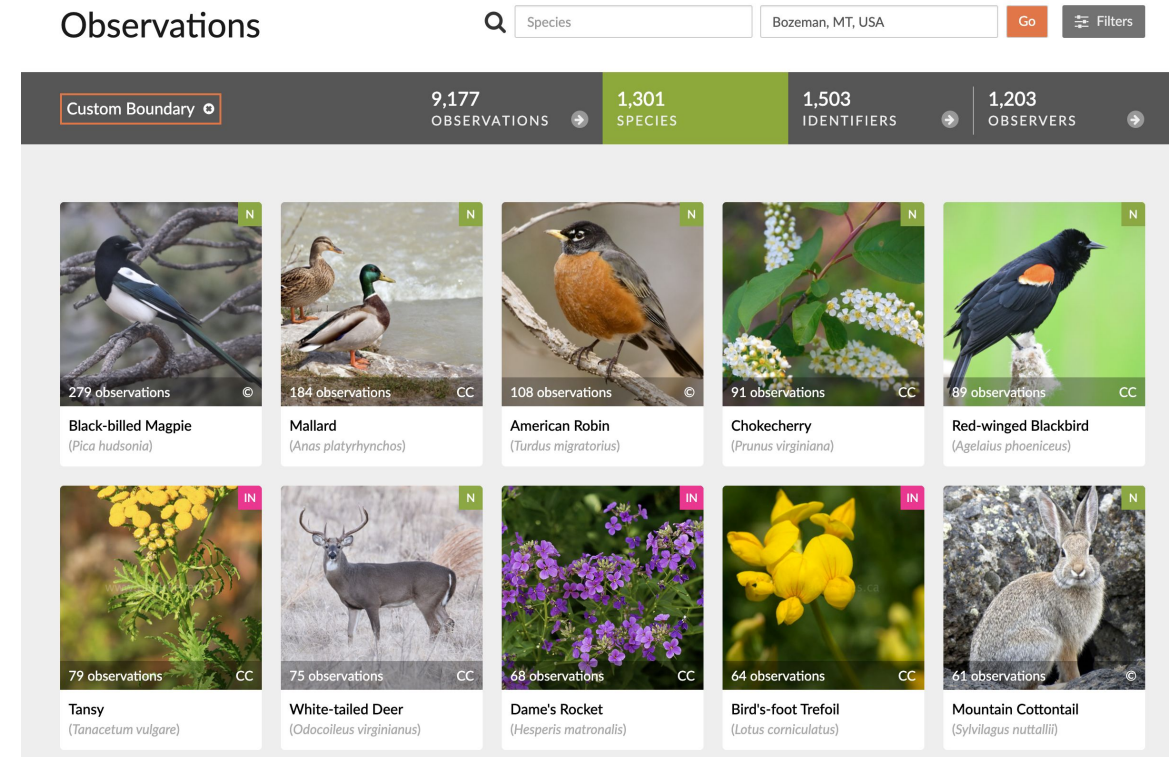 Observations
Species
Bozeman, MT, USA
Go
Filters
Custom Boundary
9,177
OBSERVATIONS
1,301
SPECIES
1,503
IDENTIFIERS
1,203
OBSERVERS
N
279 observations ©
Black-billed Magpie
(Pica hudsonia)
N
184 observations CC
Mallard
(Anas platyrhynchos)
N
108 observations ©
American Robin
(Turdus migratorius)
N
91 observations CC
Chokecherry
(Prunus virginiana)
N
89 observations CC
Red-winged Blackbird
(Agelaius phoeniceus)
IN
79 observations CC
Tansy
(Tanacetum vulgare)
N
75 observations CC
White-tailed Deer
(Odocoileus virginianus)
IN
68 observations CC
Dame's Rocket
(Hesperis matronalis)
IN
64 observations CC
Bird's-foot Trefoil
(Lotus corniculatus)
N
61 observations ©
Mountain Cottontail
(Sylvilagus nuttallii)